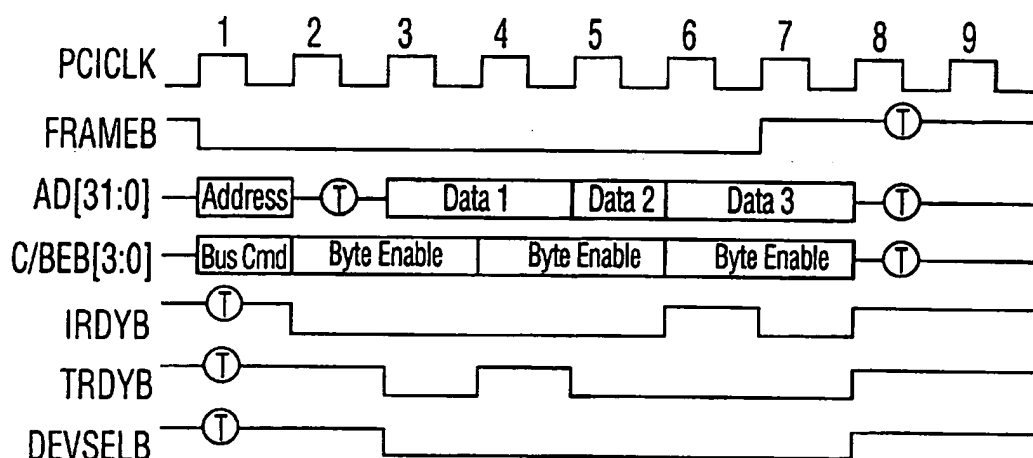 1 2 3 4 5 6 7 8 9
PCICLK
FRAMEB T
AD[31:0] Address T Data 1 Data 2 Data 3 T
C/BEB[3:0] Bus Cmd Byte Enable Byte Enable Byte Enable T
IRDYB T
TRDYB T
DEVSELB T